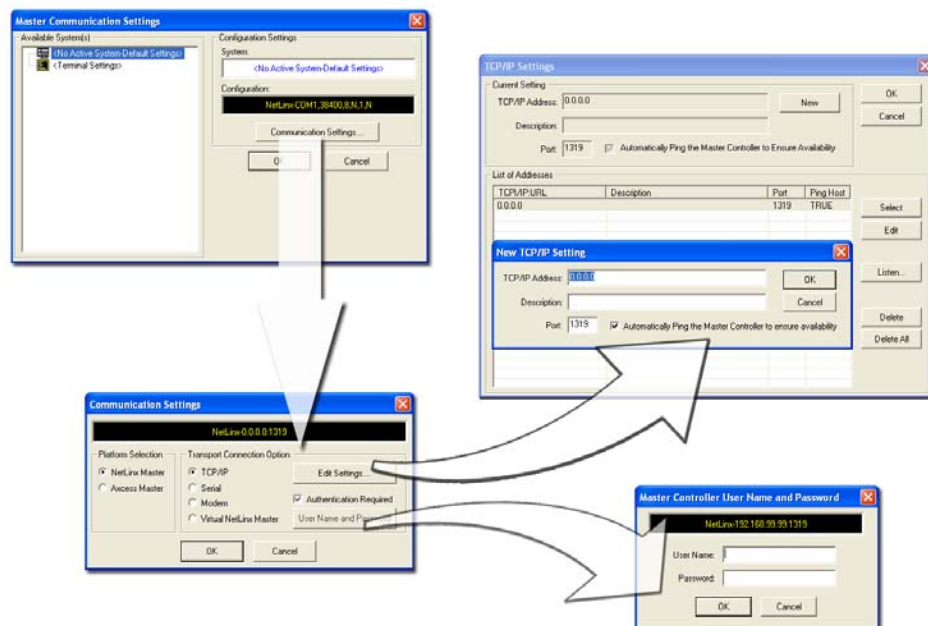 Master Communication Settings
Available System(s)
<No Active System-Default Settings>
<Terminal Settings>
Configuration Settings
System:
<No Active System-Default Settings>
Configuration:
NetLinx-COM1,38400,8,N,1,N
Communication Settings...
OK Cancel
TCP/IP Settings
Current Setting
TCP/IP Address: 0.0.0.0
New
Description:
Port: 1319
Automatically Ping the Master Controller to Ensure Availability
OK
Cancel
List of Addresses
TCP\/IP:URL Description Port Ping Host
0.0.0.0 1319 TRUE
Select
Edit
Listen...
Delete
Delete All
New TCP/IP Setting
TCP/IP Address: 0.0.0.0
Description:
Port: 1319
Automatically Ping the Master Controller to ensure availability
OK
Cancel
Communication Settings
NetLinx-0.0.0.0:1319
Platform Selection
NetLinx Master
Axcess Master
Transport Connection Option
TCP/IP
Serial
Modem
Virtual NetLinx Master
Edit Settings...
Authentication Required
User Name and Password
OK Cancel
Master Controller User Name and Password
NetLinx-192.168.99.99:1319
User Name:
Password:
OK Cancel